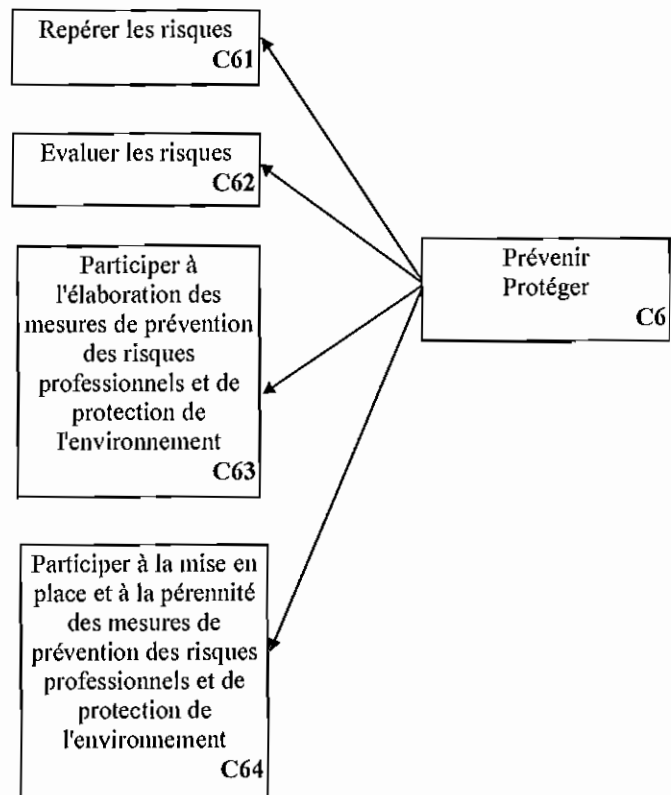 Repérer les risques
C61
Evaluer les risques
C62
Participer à
l'élaboration des
mesures de prévention
des risques
professionnels et de
protection de
l'environnement
C63
Participer à la mise en
place et à la pérennité
des mesures de
prévention des risques
professionnels et de
protection de
l'environnement
C64
Prévenir
Protéger
C6